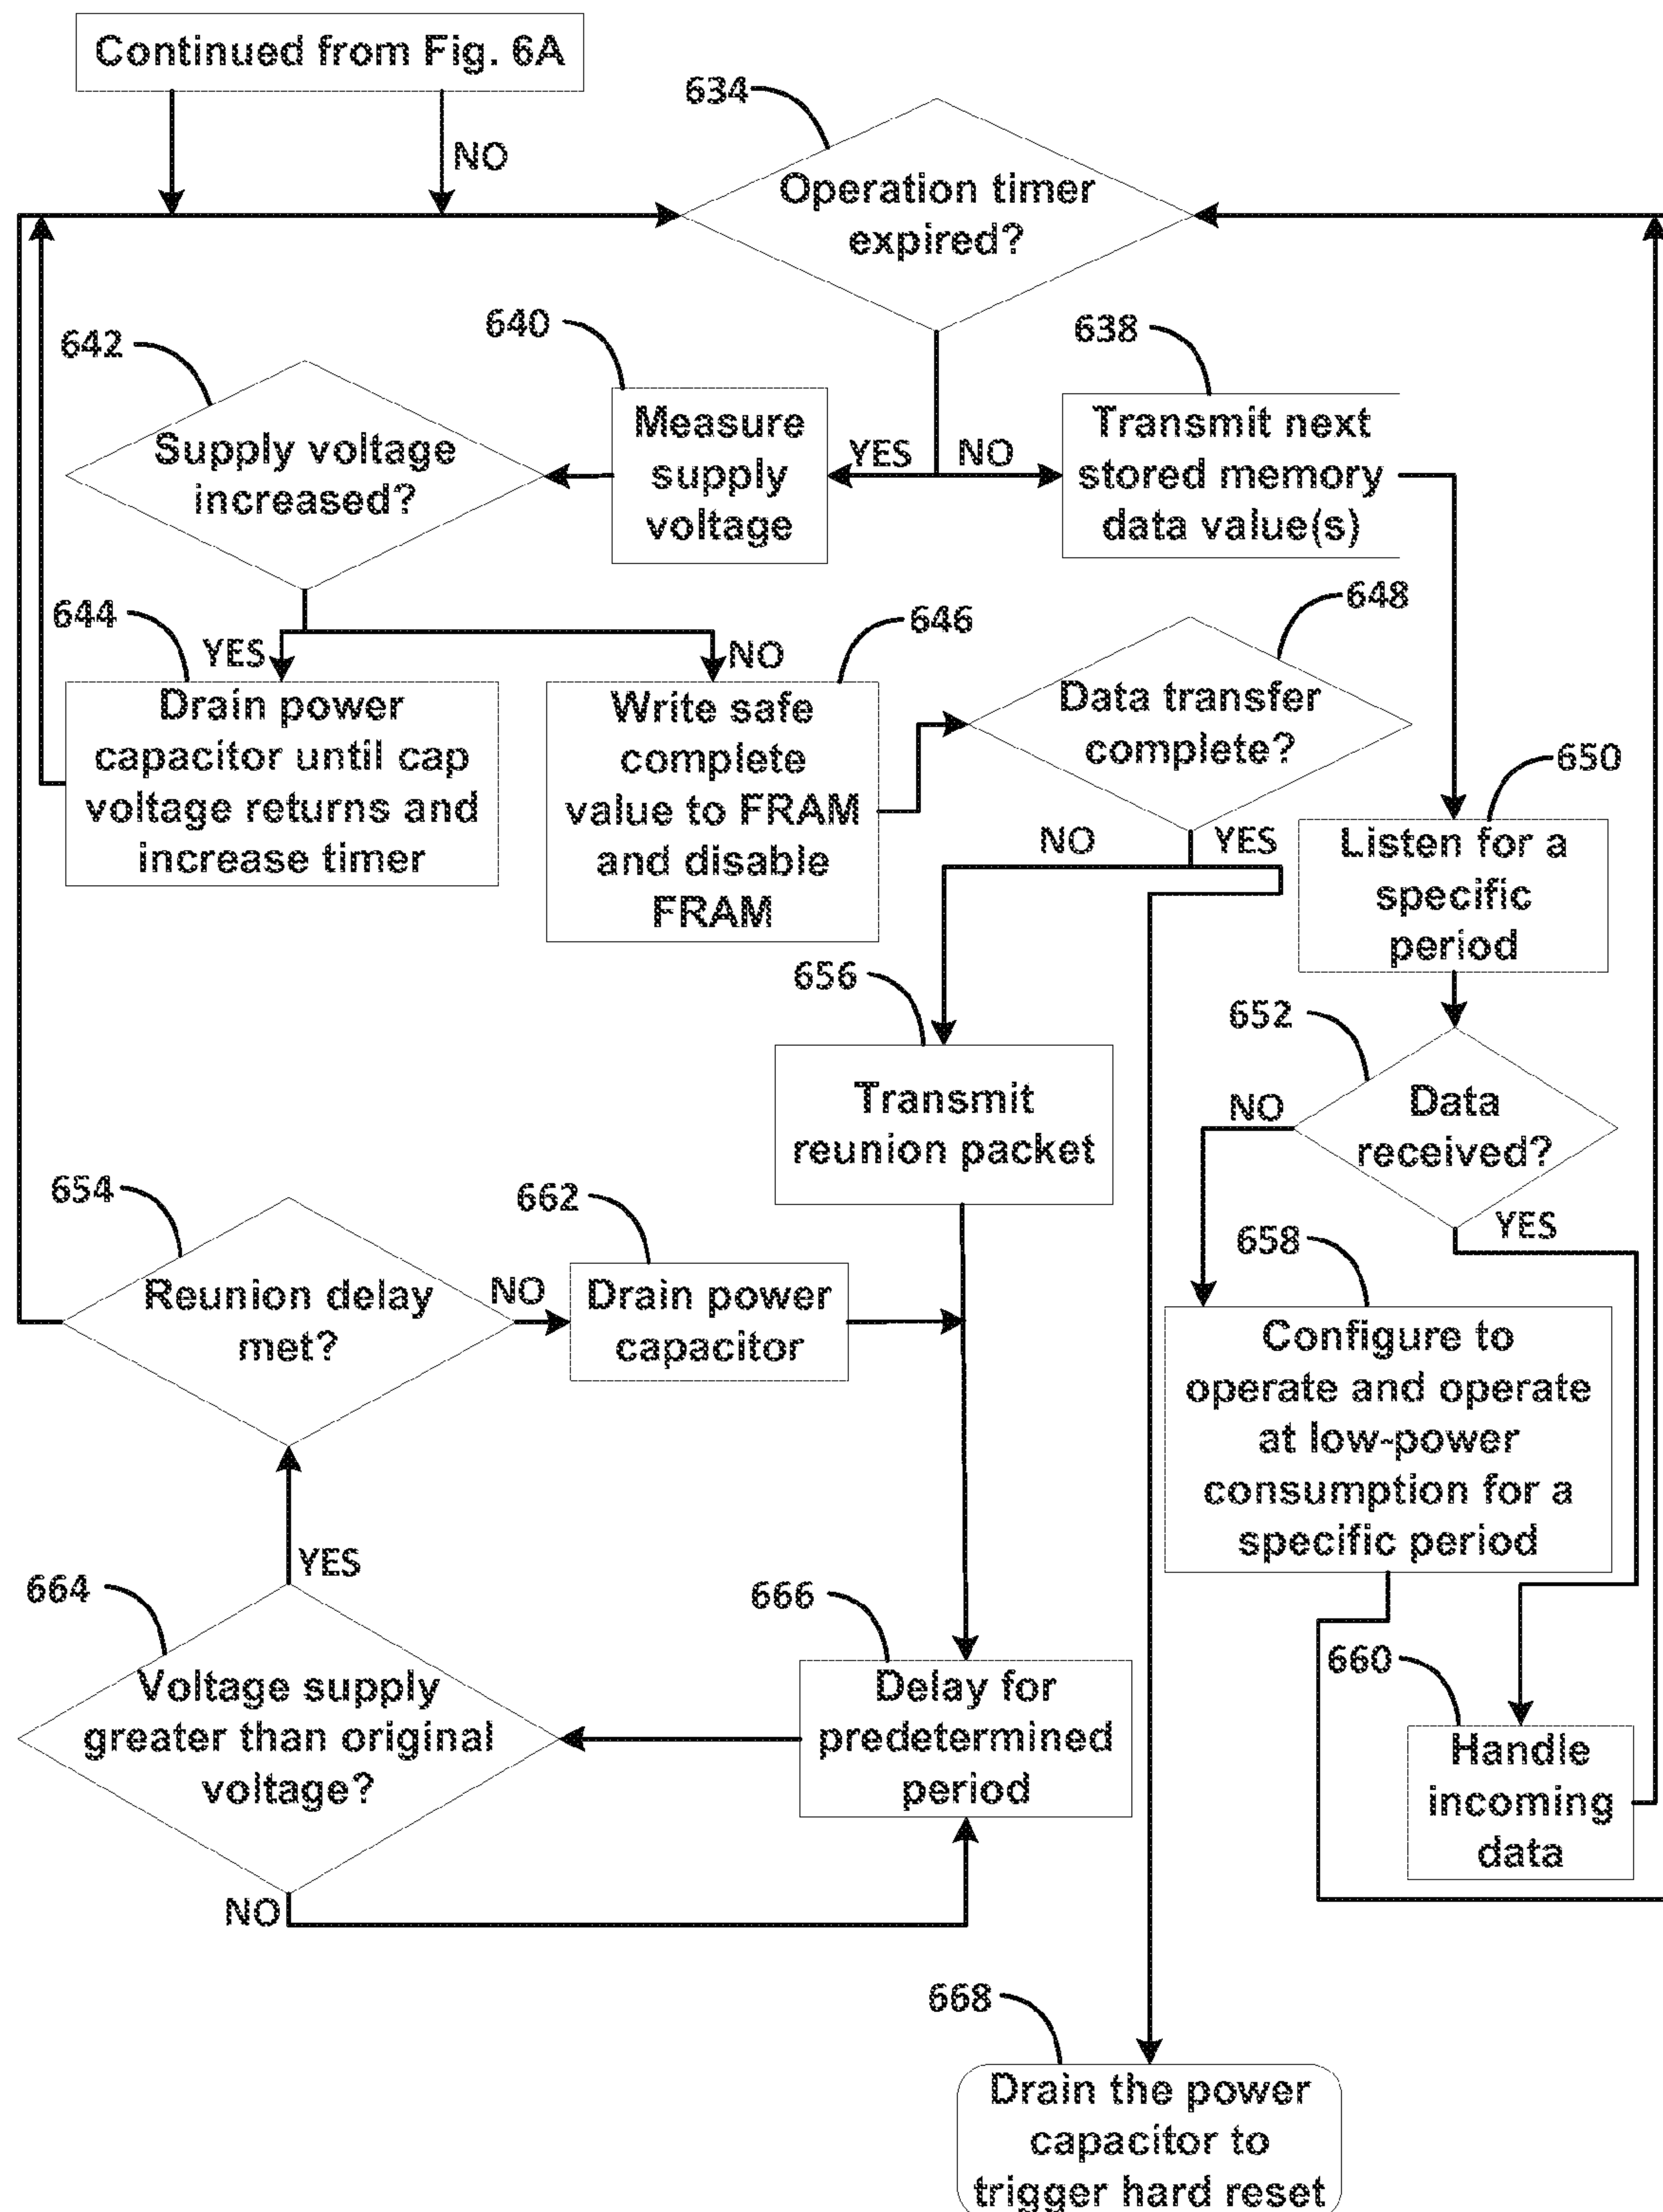 Continued from Fig. 6A
NO
634
Operation timer
expired?
640
638
642
Measure
supply
voltage
YES
NO
Transmit next
stored memory
data value(s)
Supply voltage
increased?
644
YES
NO
646
648
Drain power
capacitor until cap
voltage returns and
increase timer
Write safe
complete
value to FRAM
and disable
FRAM
Data transfer
complete?
NO
YES
650
Listen for a
specific
period
656
Transmit
reunion packet
652
Data
received?
NO
YES
654
Reunion delay
met?
NO
662
Drain power
capacitor
658
Configure to
operate and operate
at low-power
consumption for a
specific period
YES
664
Voltage supply
greater than original
voltage?
NO
666
Delay for
predetermined
period
660
Handle
incoming
data
668
Drain the power
capacitor to
trigger hard reset